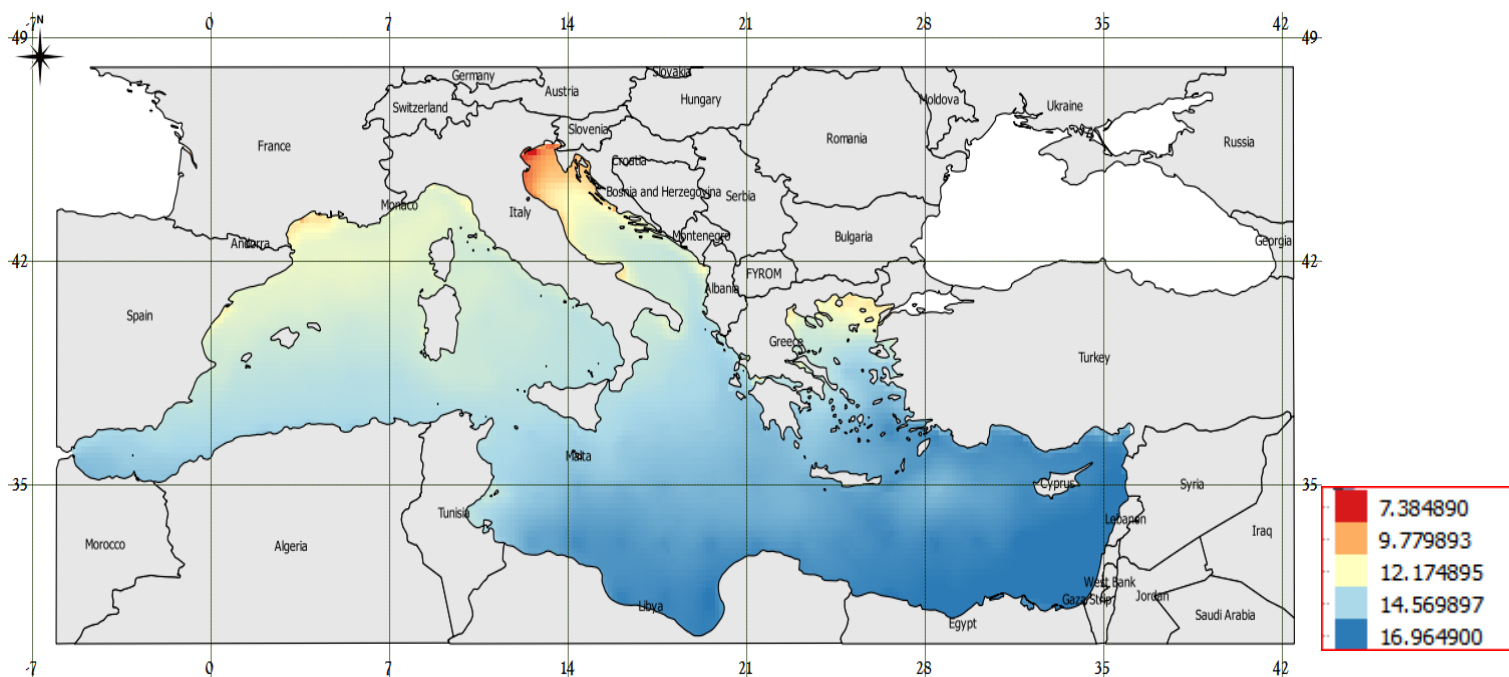 -7 0 7 14 21 28 35 42
N
49 49
Slovakia
Germany
Austria
Hungary
Moldova
Ukraine
Switzerland
Slovenia
Romania
Russia
France
Croatia
Bosnia and Herzegovina
Serbia
Monaco
Italy
Montenegro
Bulgaria
Georgia
Andorra
42 42
FYROM
Albania
Spain
Greece
Turkey
Malta
35 35
Cyprus
Syria
7.384890
Tunisia
Lebanon
9.779893
Morocco
Algeria
Iraq
12.174895
West Bank
Gaza Strip
Jordan
Libya
14.569897
Egypt
Saudi Arabia
16.964900
-7 0 7 14 21 28 35 42